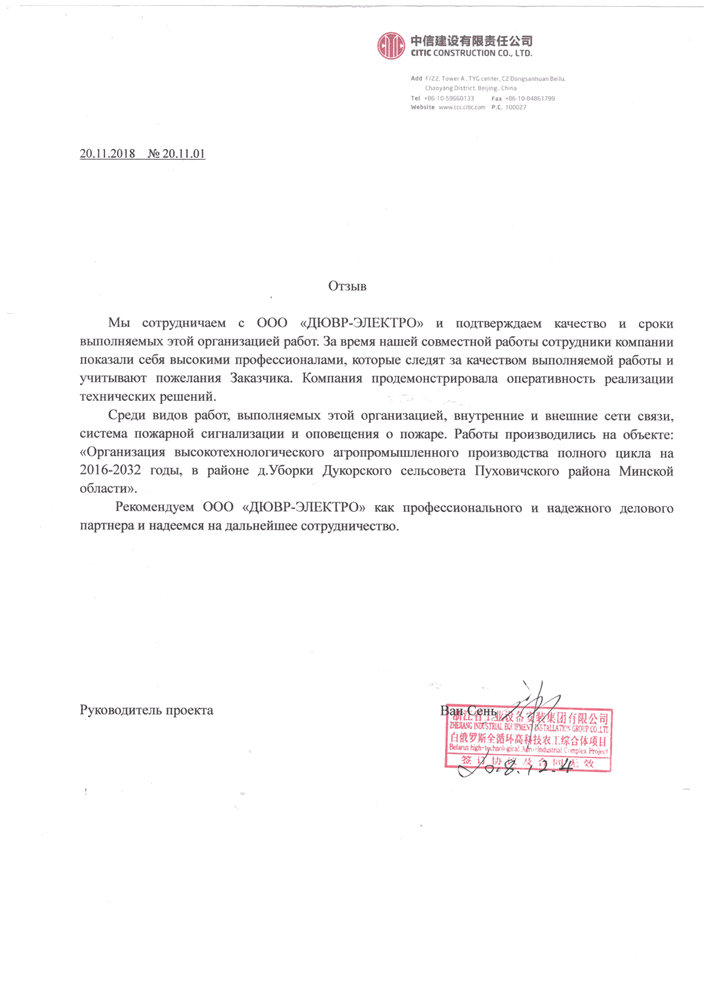 中信建设有限责任公司
CITIC CONSTRUCTION CO., LTD.
Add F/22, Tower A, TYG center, C2 Dongsanhuan Beilu,
Chaoyang District, Beijing, China
Tel +86-10-59660133 Fax +86-10-84861799
Website www.ccc.citic.com P.C. 100027
20.11.2018 № 20.11.01
Отзыв
Мы сотрудничаем с ООО «ДЮВР-ЭЛЕКТРО» и подтверждаем качество и сроки
выполняемых этой организацией работ. За время нашей совместной работы сотрудники компании
показали себя высокими профессионалами, которые следят за качеством выполняемой работы и
учитывают пожелания Заказчика. Компания продемонстрировала оперативность реализации
технических решений.
Среди видов работ, выполняемых этой организацией, внутренние и внешние сети связи,
система пожарной сигнализации и оповещения о пожаре. Работы производились на объекте:
«Организация высокотехнологического агропромышленного производства полного цикла на
2016-2032 годы, в районе д.Уборки Дукорского сельсовета Пуховичского района Минской
области».
Рекомендуем ООО «ДЮВР-ЭЛЕКТРО» как профессионального и надежного делового
партнера и надеемся на дальнейшее сотрудничество.
Руководитель проекта Ван Сень
浙江省工业设备安装集团有限公司
ZHEJIANG INDUSTRIAL EQUIPMENT INSTALLATION GROUP CO.,LTD
白俄罗斯全循环高科技农工综合体项目
Belarus high-technological Agro-Industrial Complex Project
签订协议及合同无效